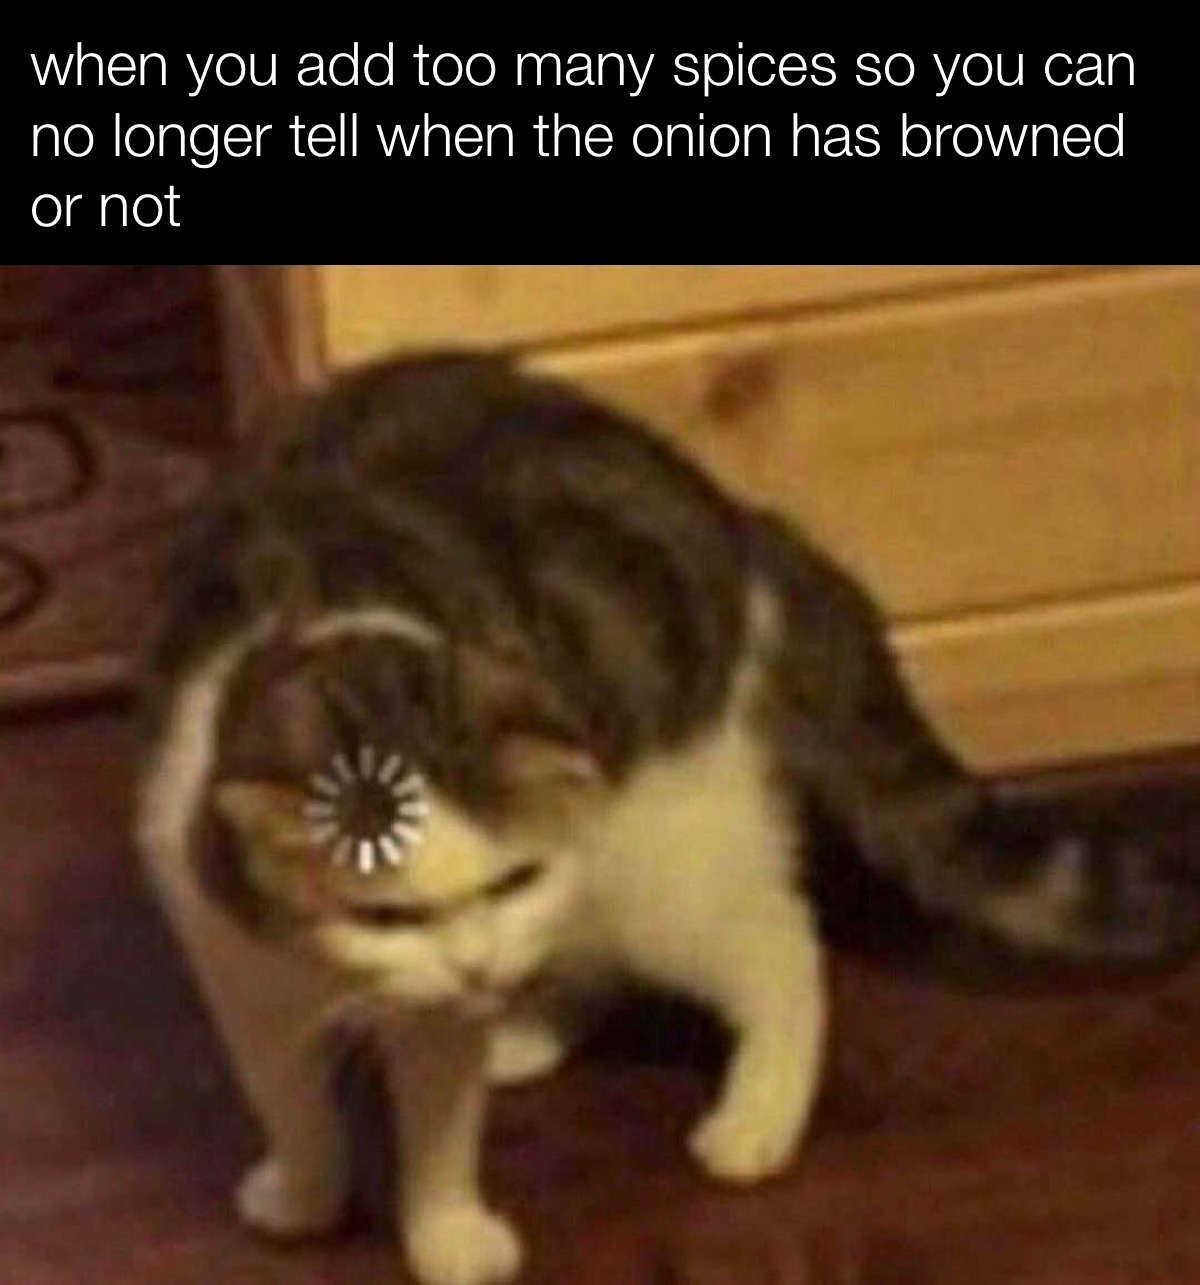 when you add too many spices so you can
no longer tell when the onion has browned
or not